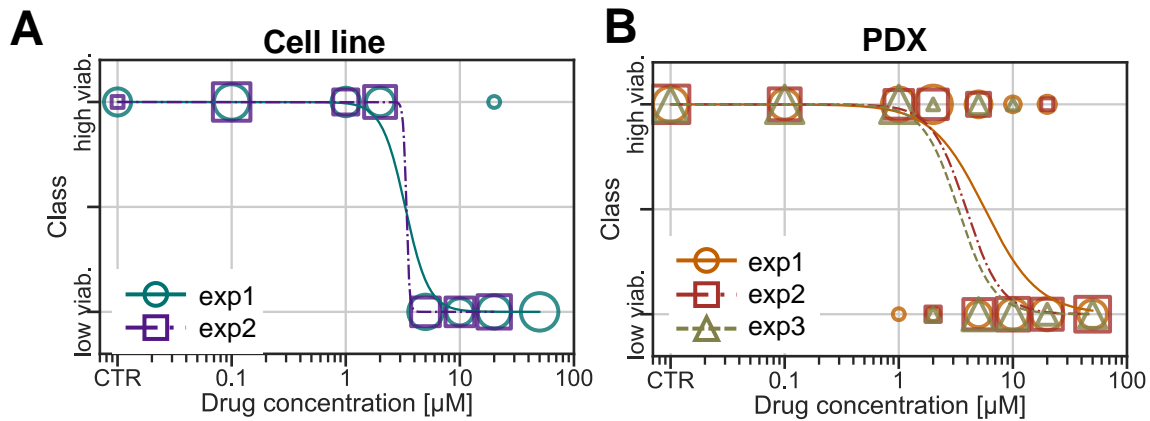 A
Cell line
high viab.
Class
low viab.
exp1
exp2
CTR 0.1 1 10 100
Drug concentration [μM]
B
PDX
high viab.
Class
low viab.
exp1
exp2
exp3
CTR 0.1 1 10 100
Drug concentration [μM]